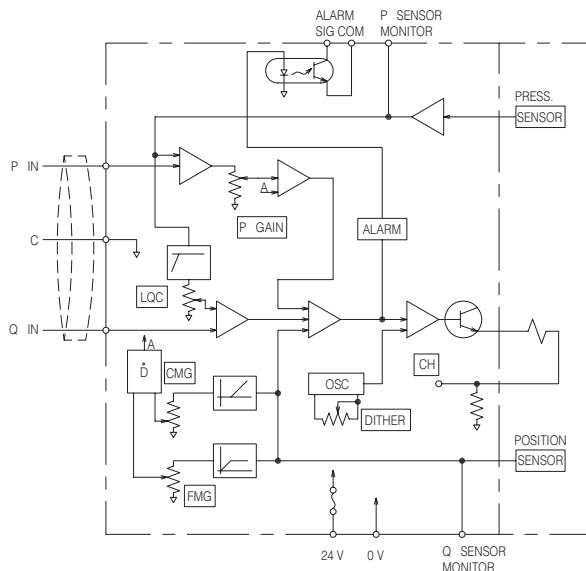 ALARM
SIG COM
P SENSOR
MONITOR
PRESS.
SENSOR
P IN
A
P GAIN
ALARM
C
LQC
Q IN
A
Ḋ
CMG
OSC
CH
DITHER
FMG
POSITION
SENSOR
24 V
0 V
Q SENSOR
MONITOR